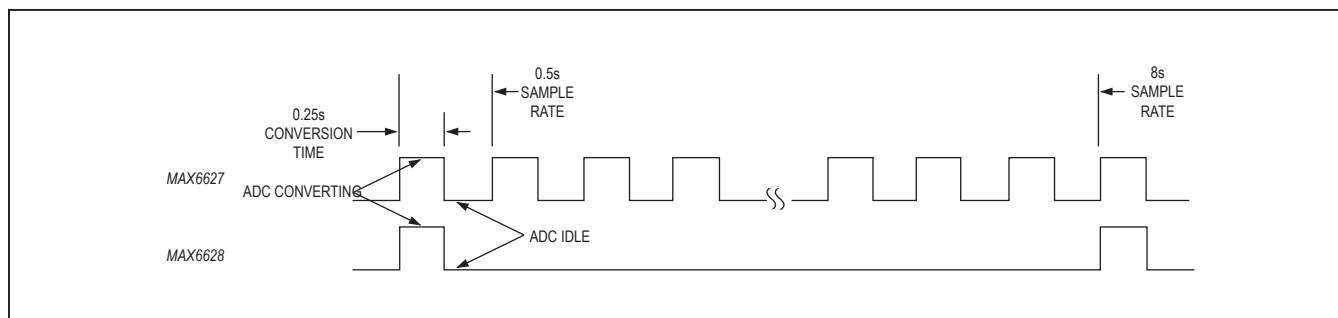 0.5s
SAMPLE
RATE
8s
SAMPLE
RATE
0.25s
CONVERSION
TIME
MAX6627
ADC CONVERTING
ADC IDLE
MAX6628